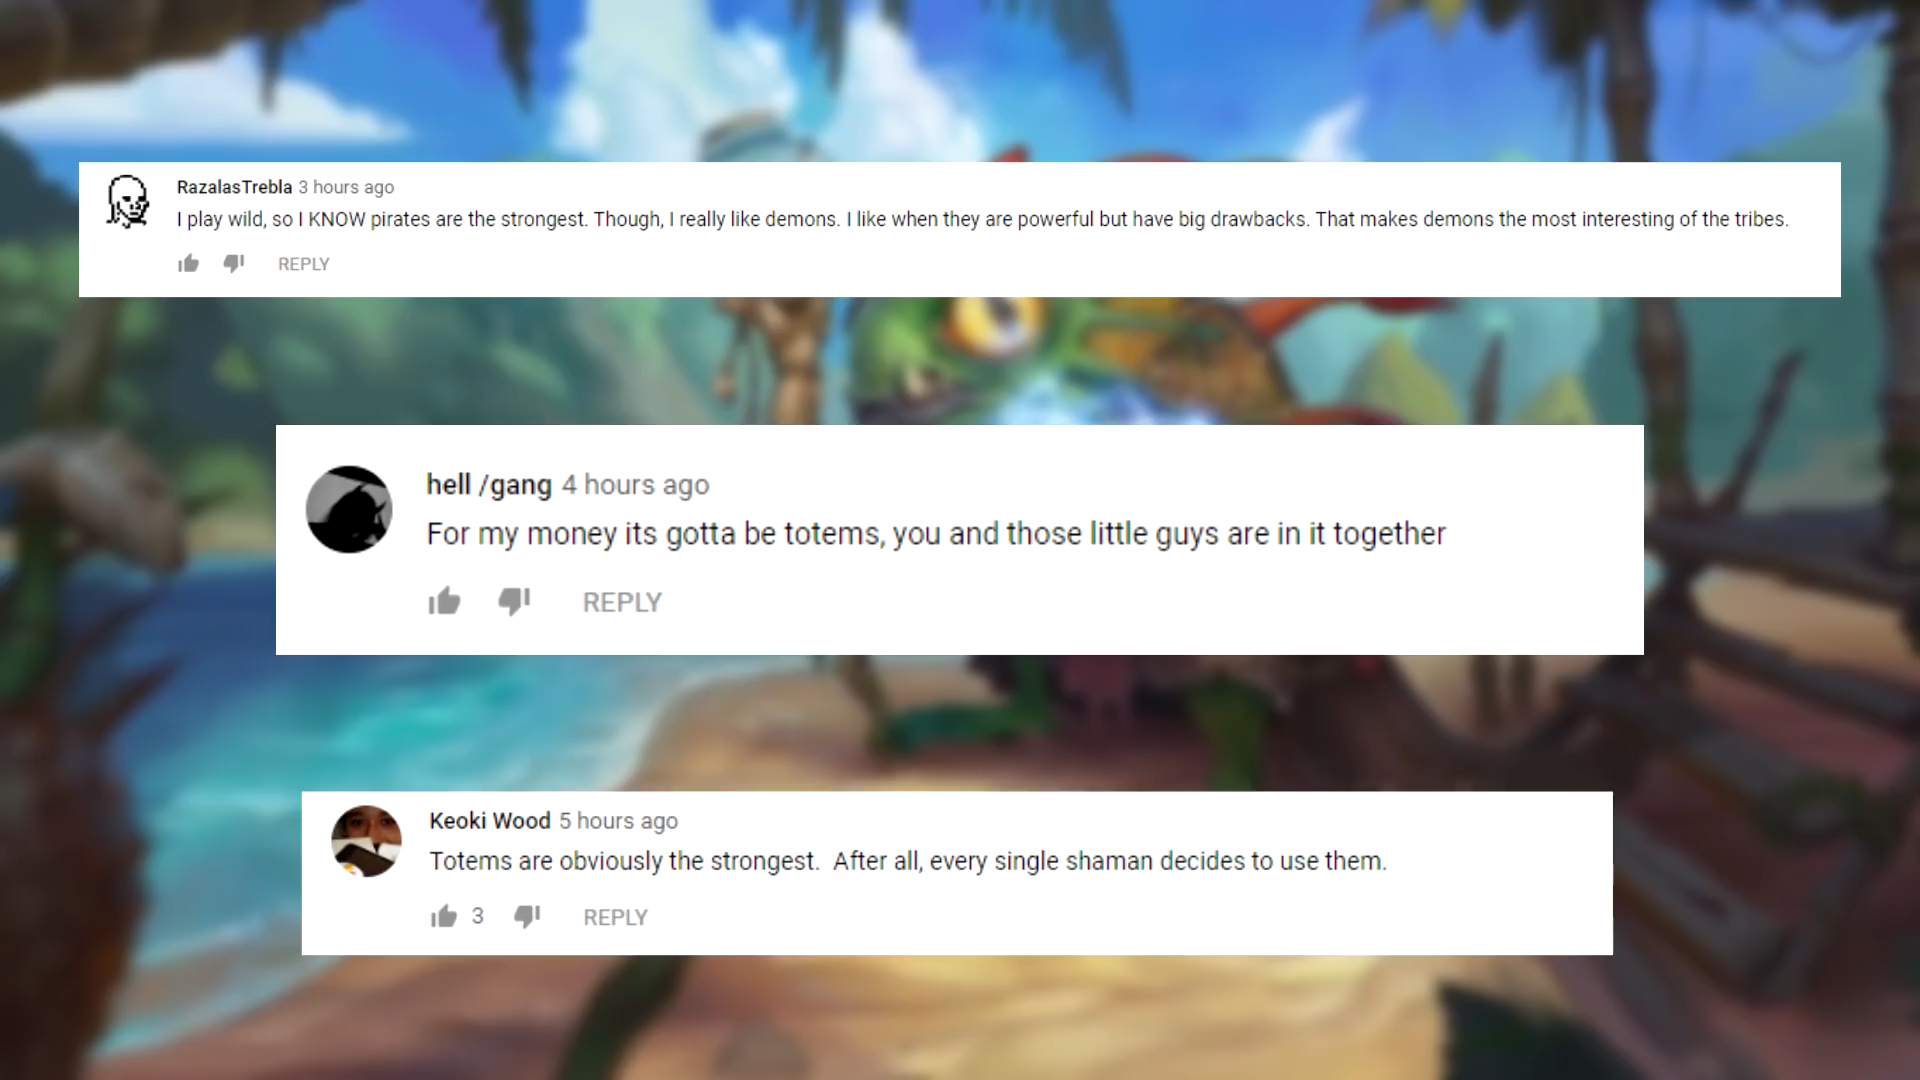 RazalasTrebla 3 hours ago
I play wild, so I KNOW pirates are the strongest. Though, I really like demons. I like when they are powerful but have big drawbacks. That makes demons the most interesting of the tribes.
REPLY
hell /gang 4 hours ago
For my money its gotta be totems, you and those little guys are in it together
REPLY
Keoki Wood 5 hours ago
Totems are obviously the strongest.  After all, every single shaman decides to use them.
3 REPLY